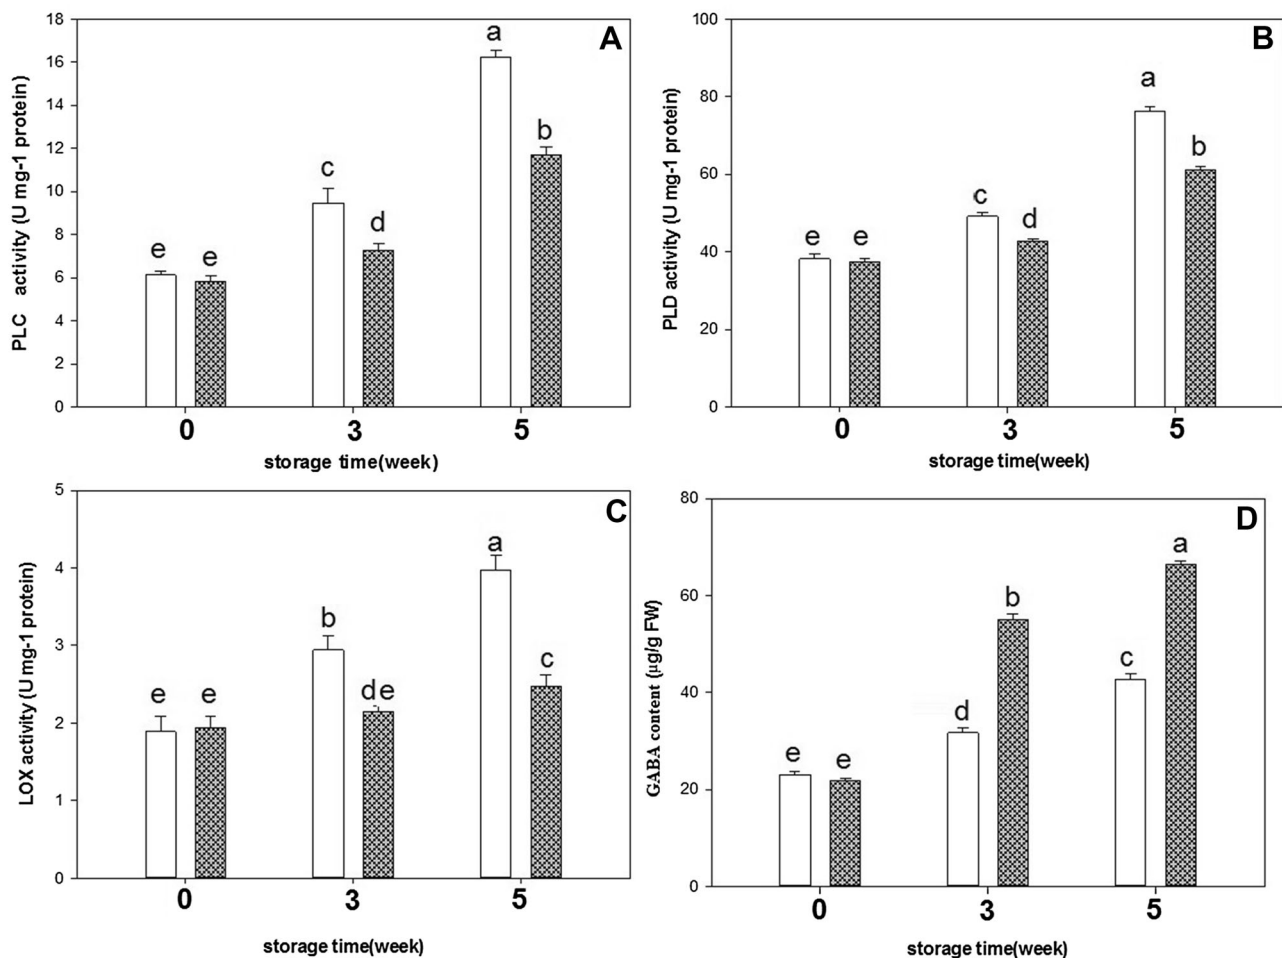 A
PLC activity (U mg-1 protein)
18
16
14
12
10
8
6
4
2
0
e e c d a b
0 3 5
storage time(week)
B
PLD activity (U mg-1 protein)
100
80
60
40
20
0
e e c d a b
0 3 5
storage time(week)
C
LOX activity (U mg-1 protein)
5
4
3
2
1
0
e e b de a c
0 3 5
storage time(week)
D
GABA content (µg/g FW)
80
60
40
20
0
e e d b c a
0 3 5
storage time(week)